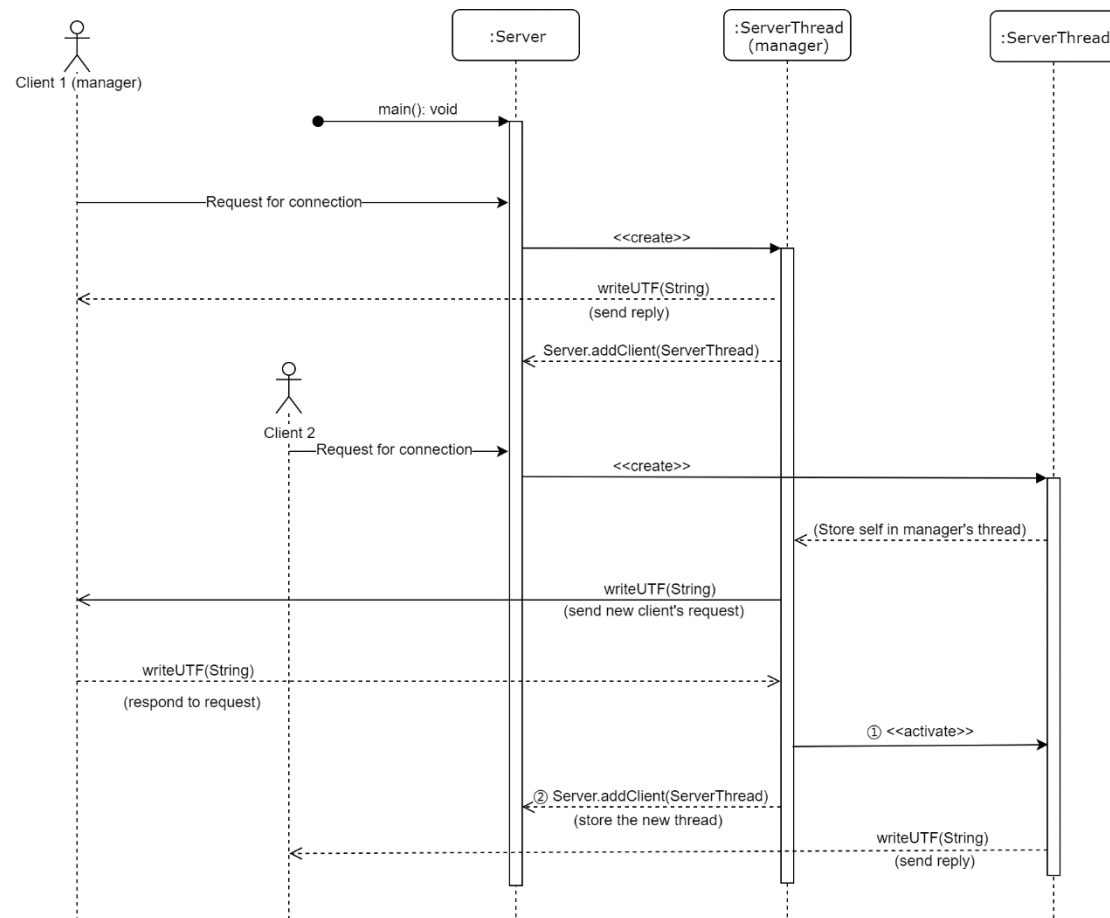 :Server
:ServerThread
(manager)
:ServerThread
Client 1 (manager)
main(): void
Request for connection
<<create>>
writeUTF(String)
(send reply)
Server.addClient(ServerThread)
Client 2
Request for connection
<<create>>
(Store self in manager's thread)
writeUTF(String)
(send new client's request)
writeUTF(String)
(respond to request)
① <<activate>>
② Server.addClient(ServerThread)
(store the new thread)
writeUTF(String)
(send reply)